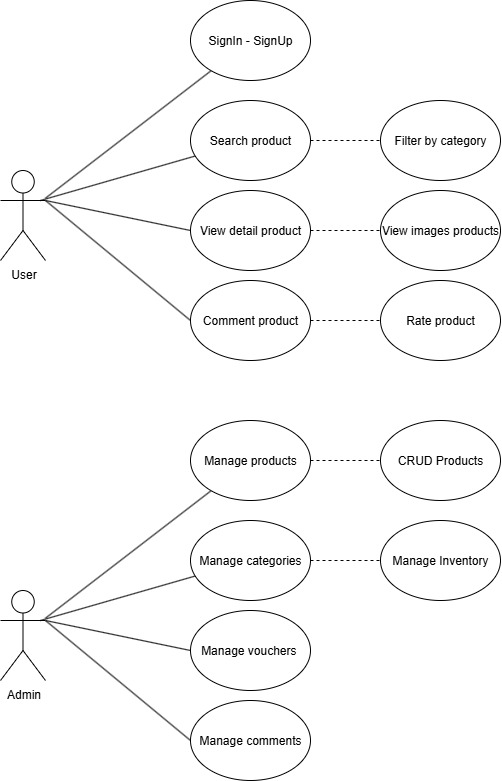 SignIn - SignUp
Search product
Filter by category
View detail product
View images products
User
Comment product
Rate product
Manage products
CRUD Products
Manage categories
Manage Inventory
Manage vouchers
Admin
Manage comments